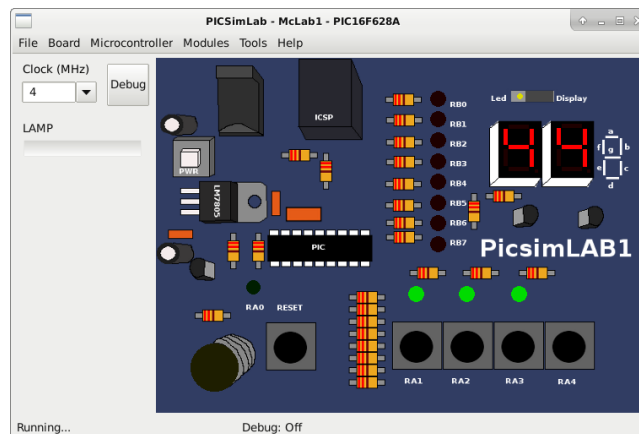 PICSimLab - McLab1 - PIC16F628A
File Board Microcontroller Modules Tools Help
Clock (MHz)
4
Debug
LAMP
PWR
LM7805
ICSP
PIC
RA0 RESET
RB0
RB1
RB2
RB3
RB4
RB5
RB6
RB7
Led Display
44
a
f g b
e c
d
PicsimLAB1
RA1 RA2 RA3 RA4
Running... Debug: Off